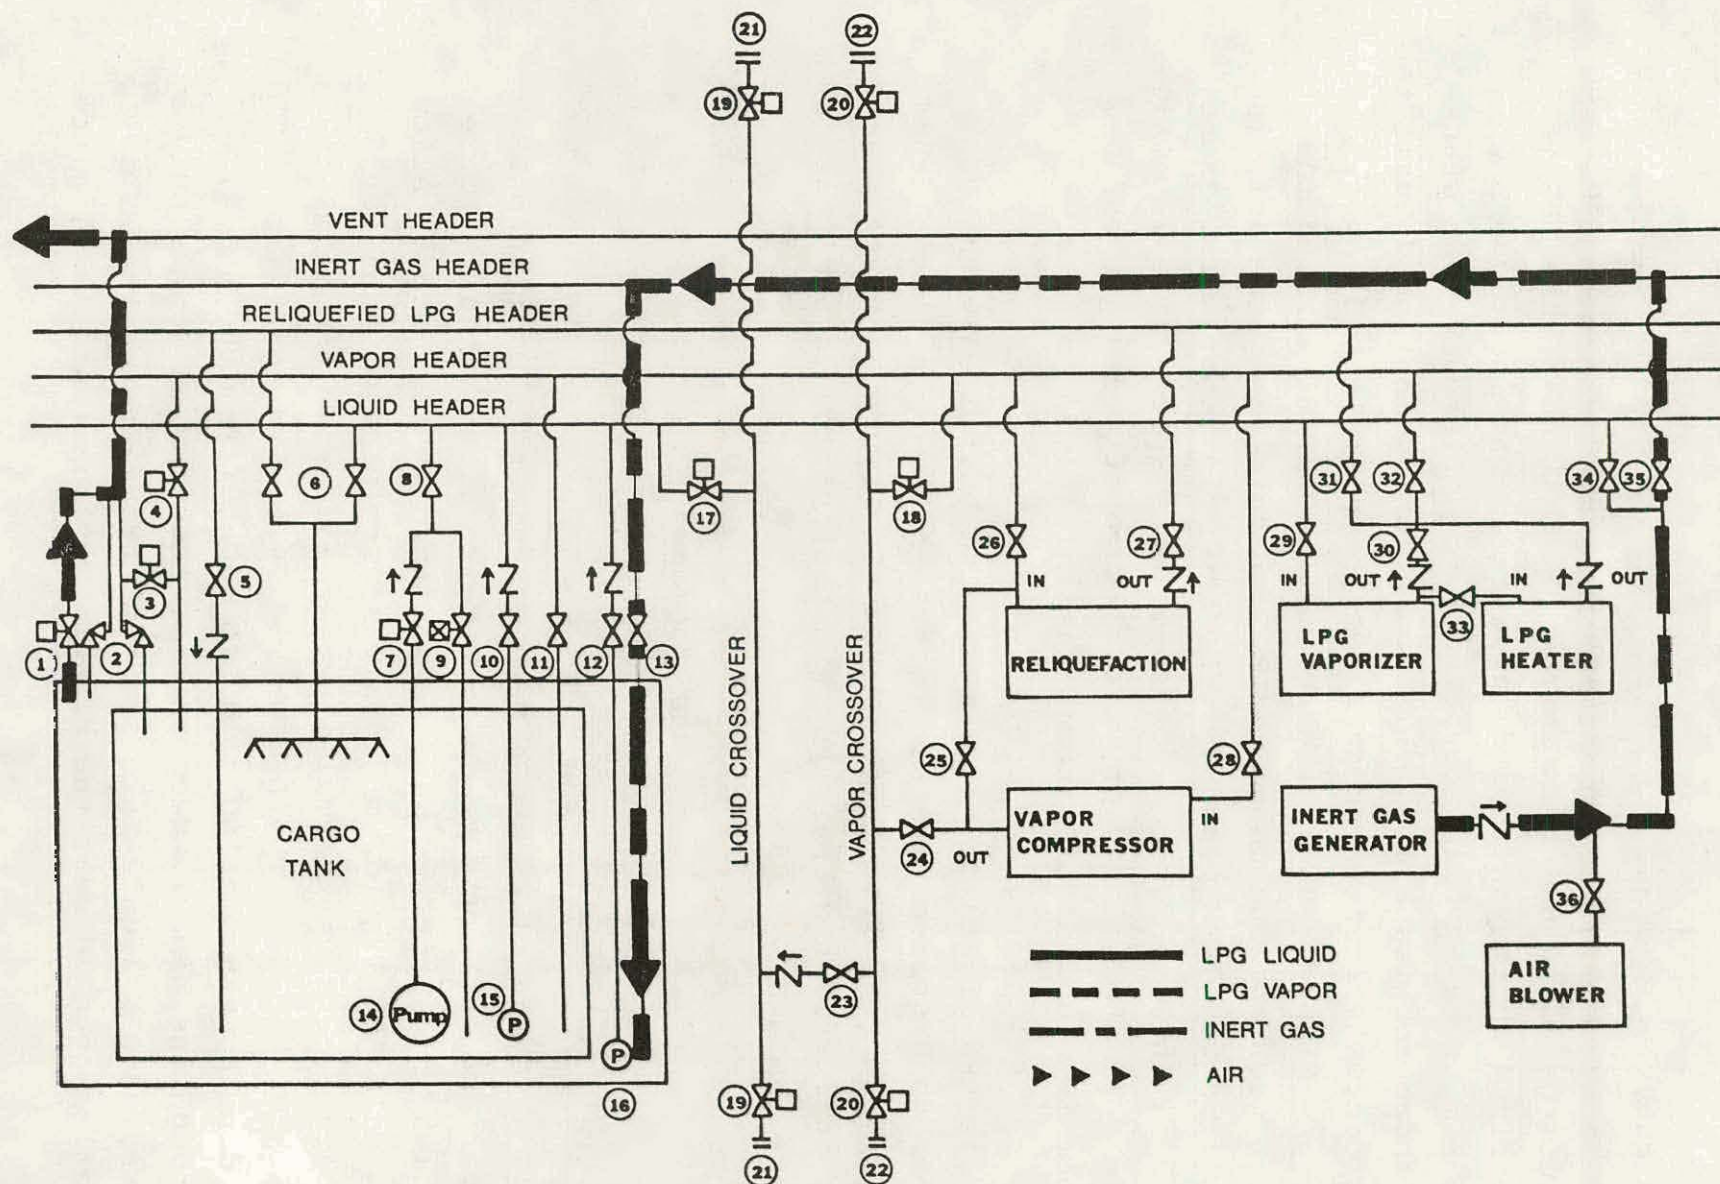 21
22
19
20
VENT HEADER
INERT GAS HEADER
RELIQUEFIED LPG HEADER
VAPOR HEADER
LIQUID HEADER
4
6
8
17
18
31
32
34
35
26
27
29
30
IN
OUT
OUT
IN
OUT
3
5
33
1
2
7
9
10
11
12
13
RELIQUEFACTION
LPG
VAPORIZER
LPG
HEATER
LIQUID CROSSOVER
VAPOR CROSSOVER
25
28
CARGO
TANK
24
OUT
VAPOR
COMPRESSOR
IN
INERT GAS
GENERATOR
36
14
Pump
15
P
P
16
23
AIR
BLOWER
LPG LIQUID
LPG VAPOR
INERT GAS
AIR
19
20
21
22